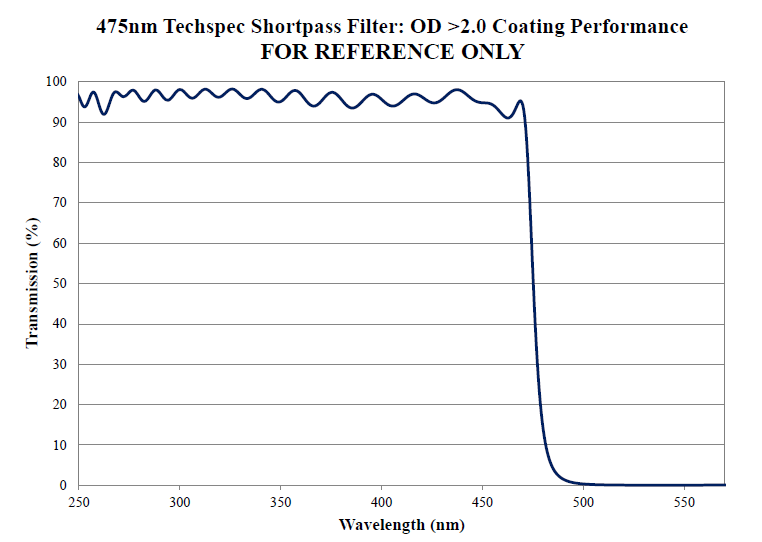 475nm Techspec Shortpass Filter: OD >2.0 Coating Performance
FOR REFERENCE ONLY
Transmission (%)
100
90
80
70
60
50
40
30
20
10
0
250 300 350 400 450 500 550
Wavelength (nm)